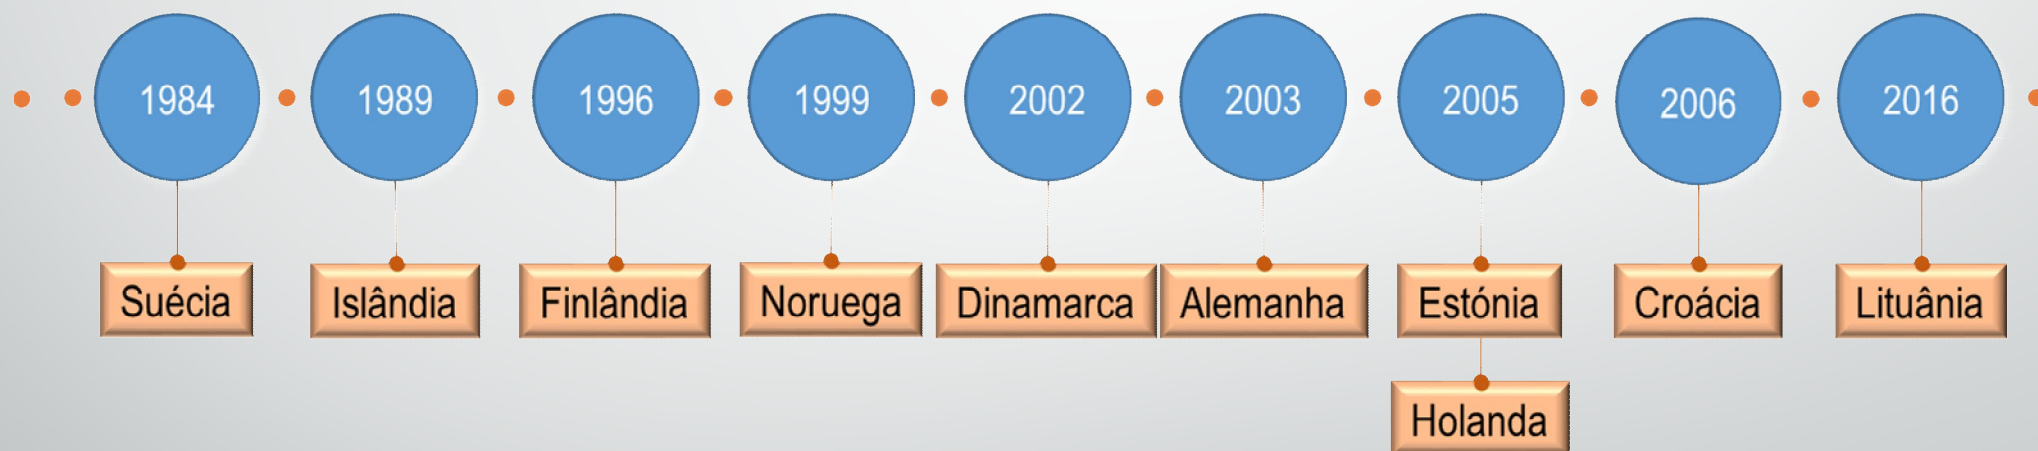 1984
1989
1996
1999
2002
2003
2005
2006
2016
Suécia
Islândia
Finlândia
Noruega
Dinamarca
Alemanha
Estónia
Croácia
Lituânia
Holanda